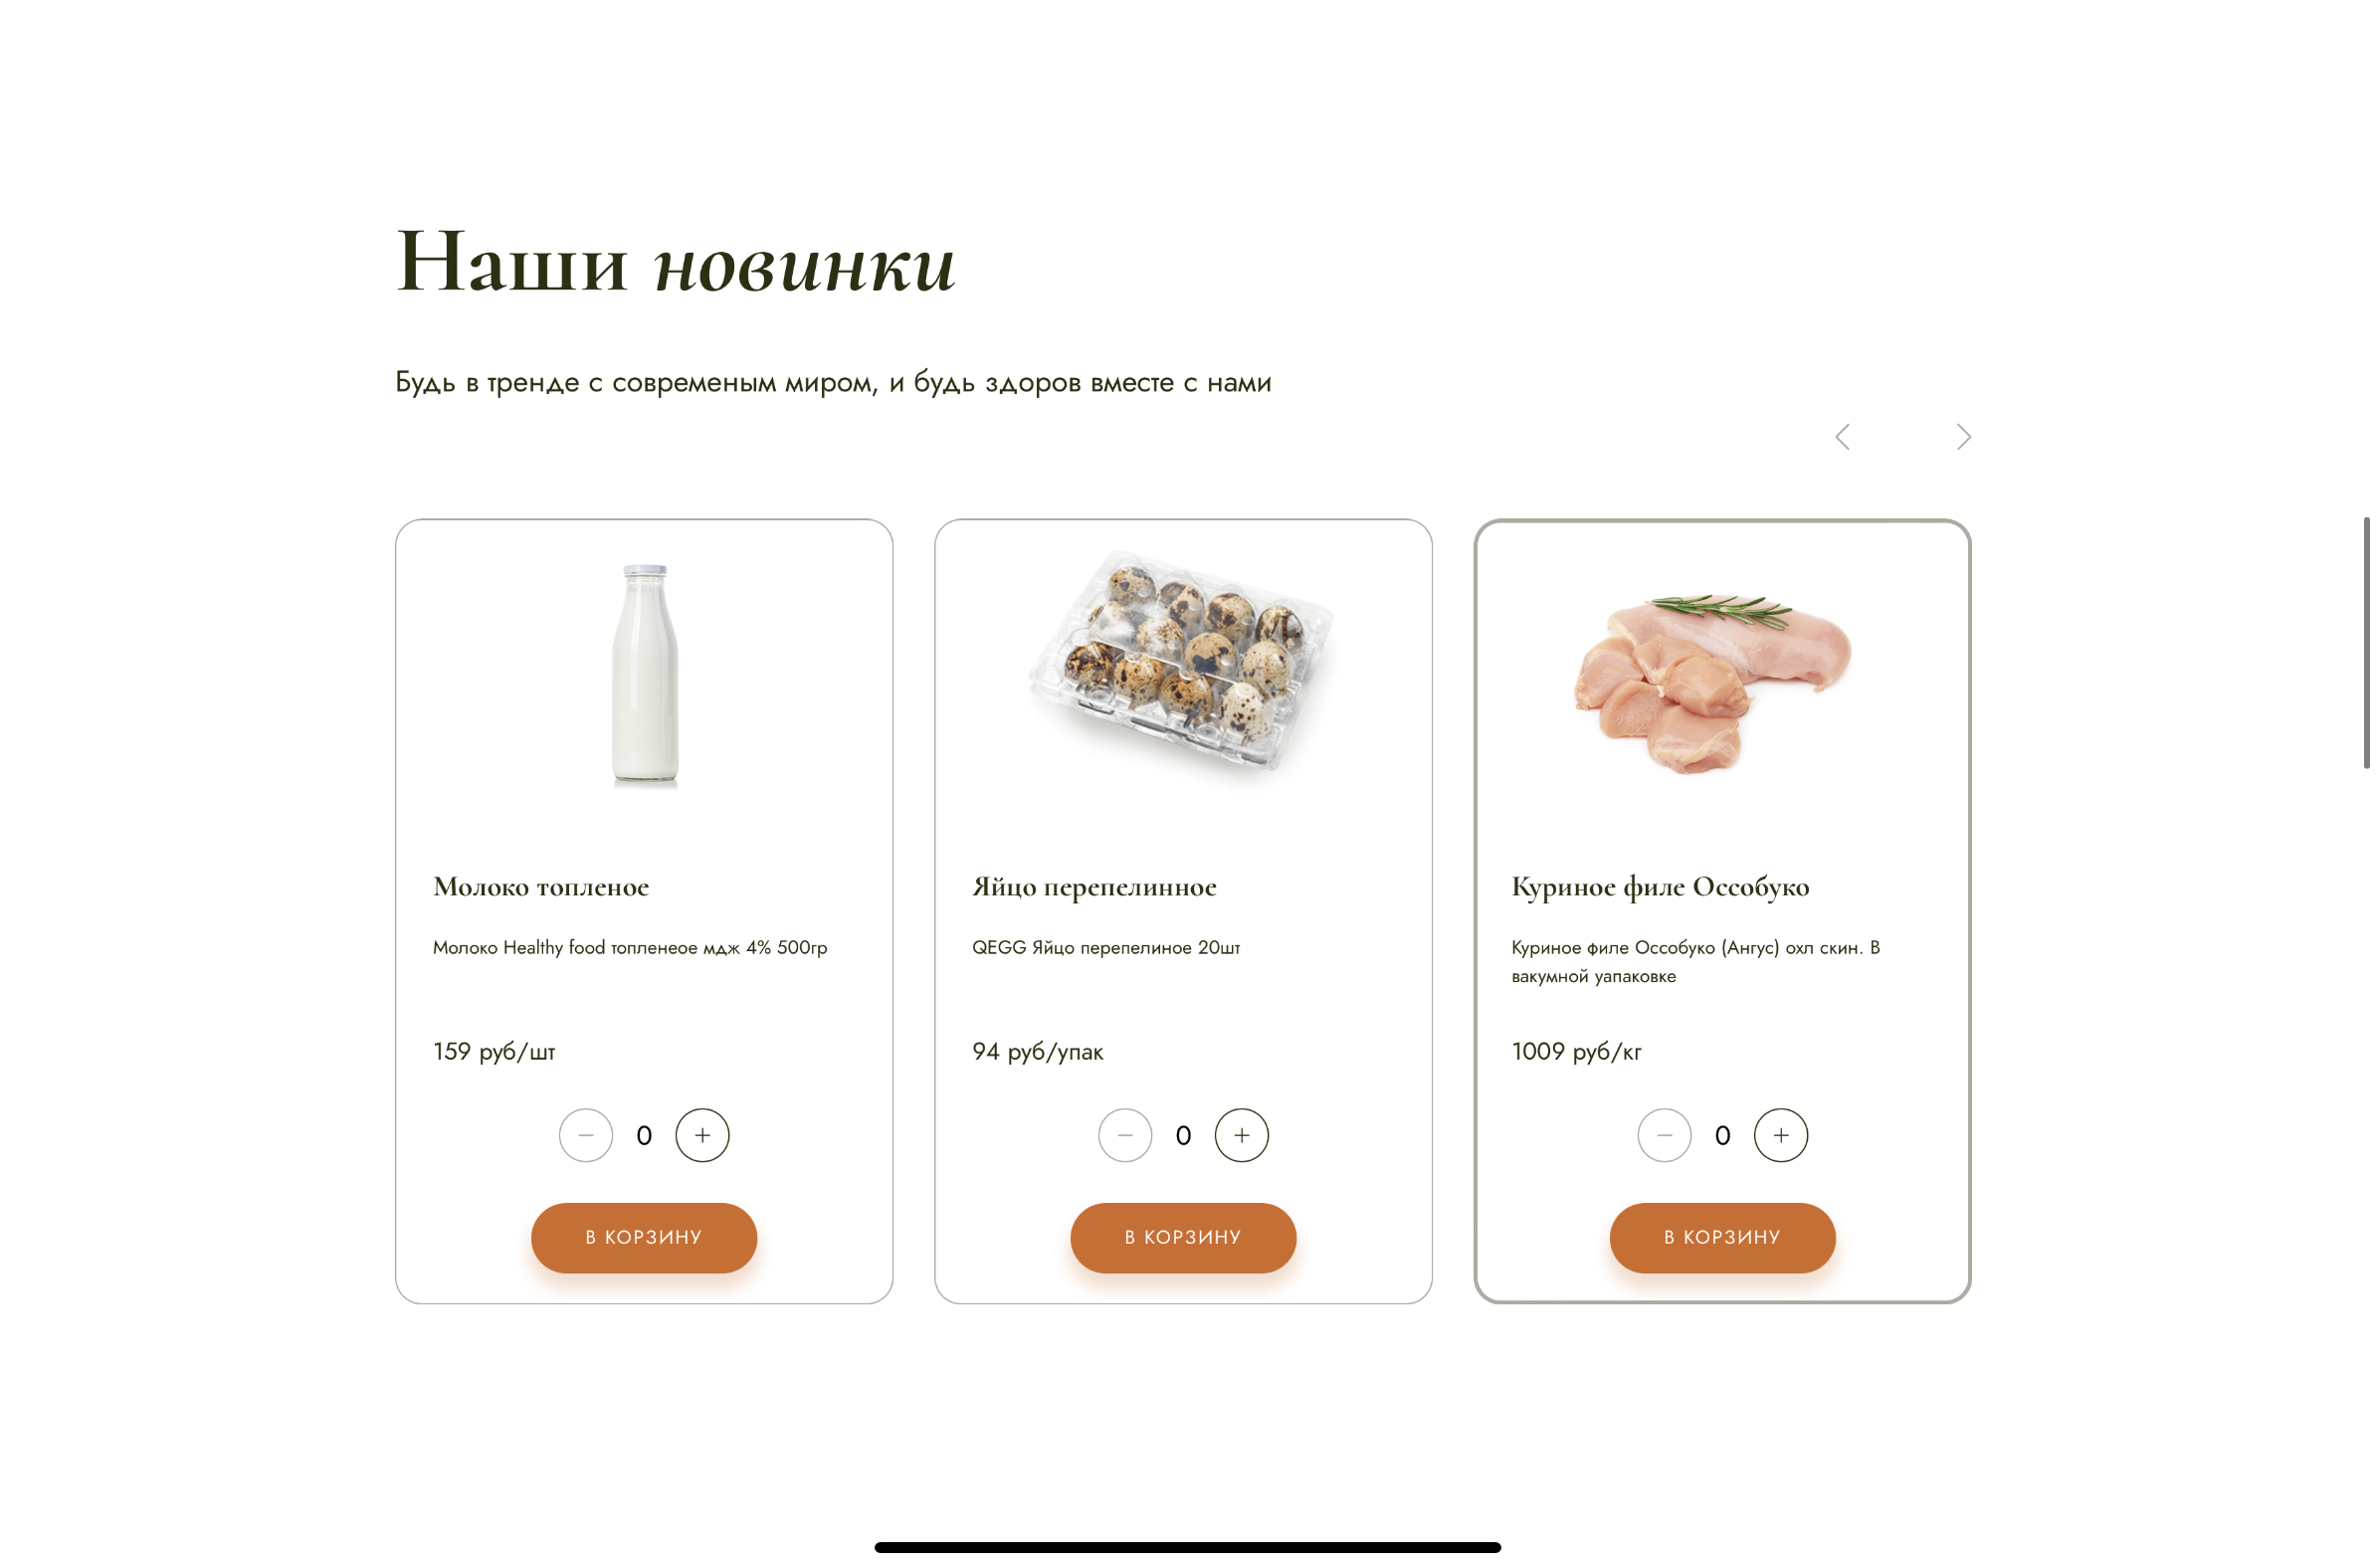 Наши новинки
Будь в тренде с современым миром, и будь здоров вместе с нами
Молоко топленое
Молоко Healthy food топленеое мдж 4% 500гр
159 руб/шт
0
В КОРЗИНУ
Яйцо перепелинное
QEGG Яйцо перепелиное 20шт
94 руб/упак
0
В КОРЗИНУ
Куриное филе Оссобуко
Куриное филе Оссобуко (Ангус) охл скин. В
вакумной уапаковке
1009 руб/кг
0
В КОРЗИНУ